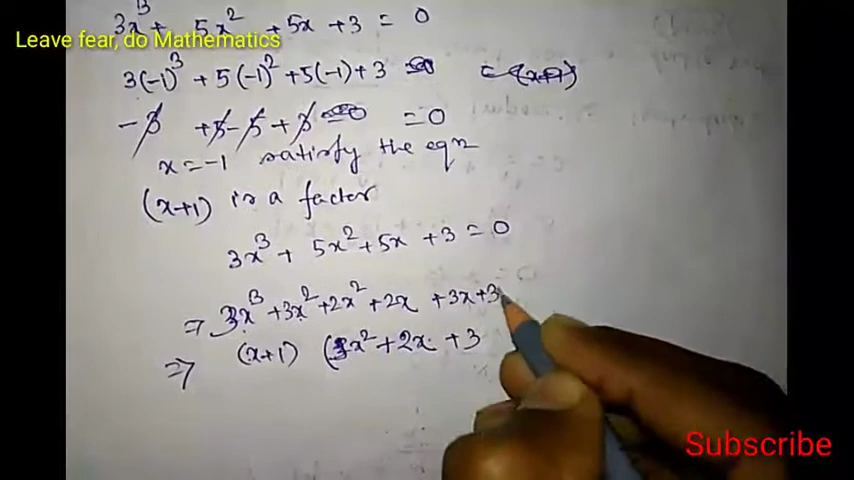 3x³ + 5x² + 5x + 3 = 0
Leave fear, do Mathematics
3(-1)³ + 5(-1)² + 5(-1) + 3 = (x+1)
-3 + 5 - 5 + 3 = 0
x = -1 satisfy the eqn
(x+1) is a factor
3x³ + 5x² + 5x + 3 = 0
⇒ 3x³ + 3x² + 2x² + 2x + 3x + 3
⇒ (x+1) (3x² + 2x + 3
Subscribe